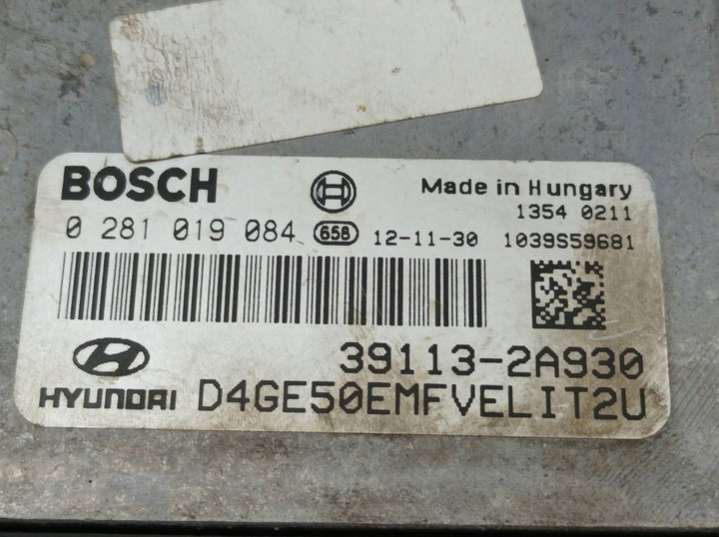 BOSCH
Made in Hungary
1354 0211
0 281 019 084 658 12-11-30 1039S59681
39113-2A930
HYUNDAI D4GE50EMFVELIT2U